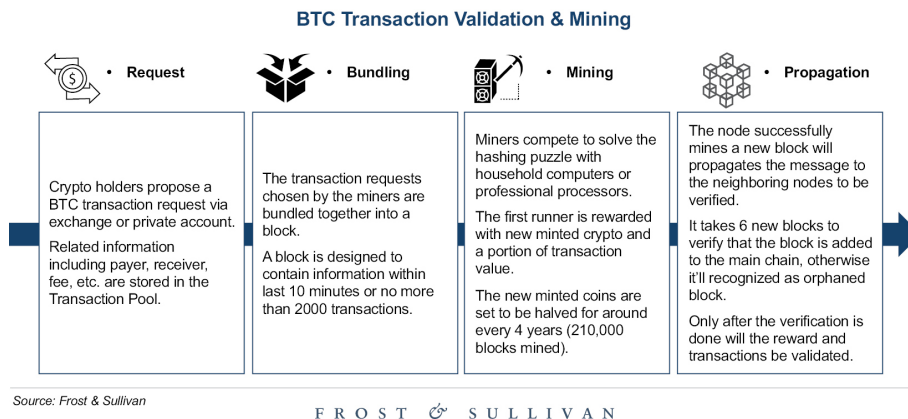 BTC Transaction Validation & Mining
• Request
Crypto holders propose a
BTC transaction request via
exchange or private account.
Related information
including payer, receiver,
fee, etc. are stored in the
Transaction Pool.
• Bundling
The transaction requests
chosen by the miners are
bundled together into a
block.
A block is designed to
contain information within
last 10 minutes or no more
than 2000 transactions.
• Mining
Miners compete to solve the
hashing puzzle with
household computers or
professional processors.
The first runner is rewarded
with new minted crypto and
a portion of transaction
value.
The new minted coins are
set to be halved for around
every 4 years (210,000
blocks mined).
• Propagation
The node successfully
mines a new block will
propagates the message to
the neighboring nodes to be
verified.
It takes 6 new blocks to
verify that the block is added
to the main chain, otherwise
it'll recognized as orphaned
block.
Only after the verification is
done will the reward and
transactions be validated.
Source: Frost & Sullivan
FROST & SULLIVAN